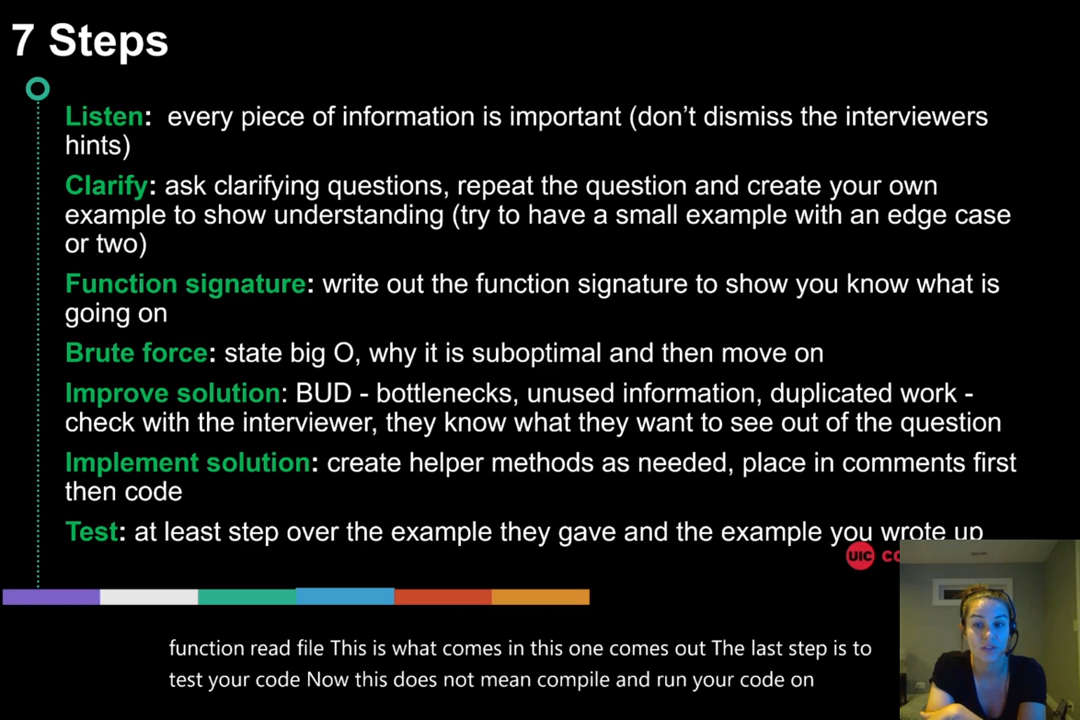 7 Steps
Listen: every piece of information is important (don't dismiss the interviewers
hints)
Clarify: ask clarifying questions, repeat the question and create your own
example to show understanding (try to have a small example with an edge case
or two)
Function signature: write out the function signature to show you know what is
going on
Brute force: state big O, why it is suboptimal and then move on
Improve solution: BUD - bottlenecks, unused information, duplicated work -
check with the interviewer, they know what they want to see out of the question
Implement solution: create helper methods as needed, place in comments first
then code
Test: at least step over the example they gave and the example you wrote up
UIC
function read file This is what comes in this one comes out The last step is to
test your code Now this does not mean compile and run your code on